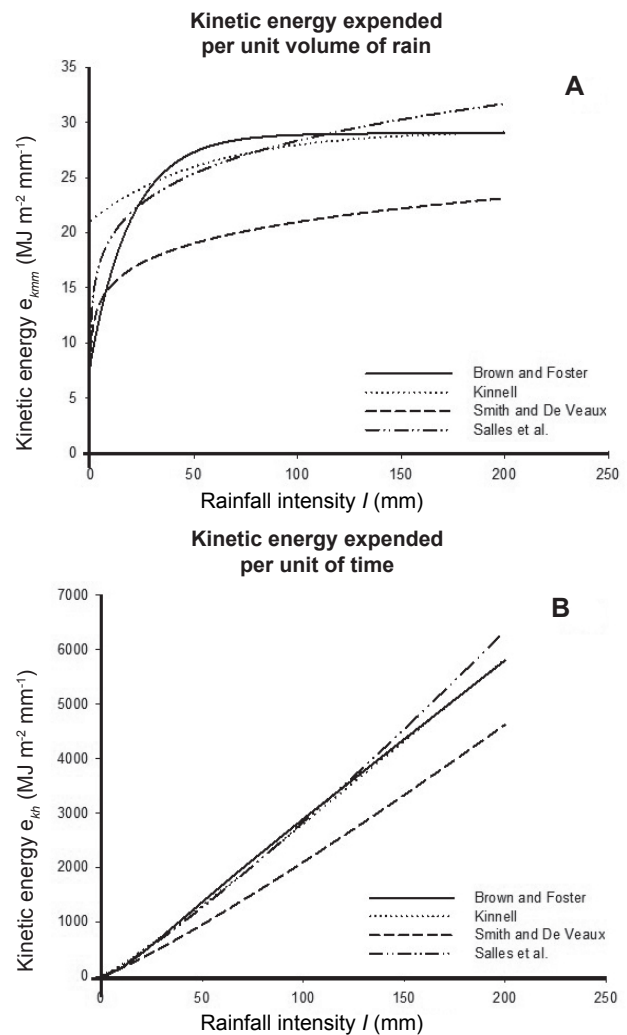 Kinetic energy expended
per unit volume of rain
A
Kinetic energy e_kmm (MJ m⁻² mm⁻¹)
35
30
25
20
15
10
5
0
Brown and Foster
Kinnell
Smith and De Veaux
Salles et al.
0 50 100 150 200 250
Rainfall intensity I (mm)
Kinetic energy expended
per unit of time
B
Kinetic energy e_kh (MJ m⁻² mm⁻¹)
7000
6000
5000
4000
3000
2000
1000
0
Brown and Foster
Kinnell
Smith and De Veaux
Salles et al.
0 50 100 150 200 250
Rainfall intensity I (mm)